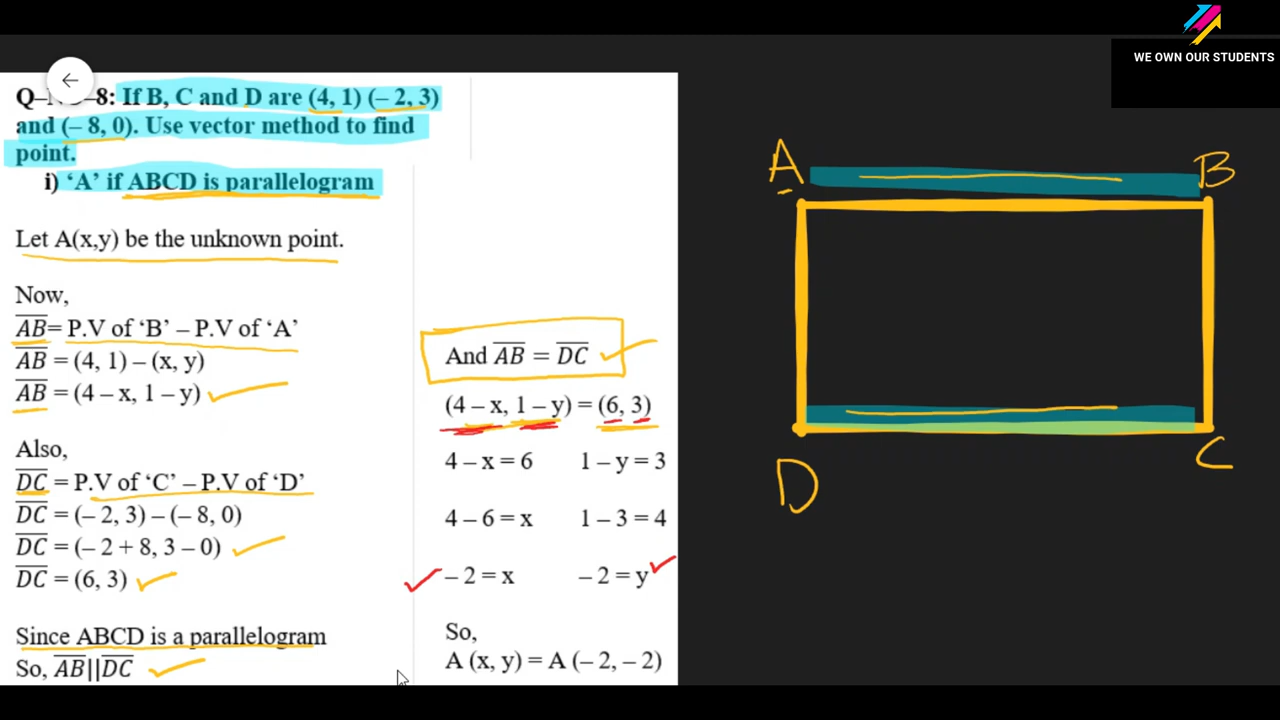 WE OWN OUR STUDENTS
8: If B, C and D are (4, 1) (– 2, 3)
and (– 8, 0). Use vector method to find
point.
i) ‘A’ if ABCD is parallelogram
Let A(x,y) be the unknown point.
Now,
AB= P.V of ‘B’ – P.V of ‘A’
AB = (4, 1) – (x, y)
AB = (4 – x, 1 – y)
Also,
DC = P.V of ‘C’ – P.V of ‘D’
DC = (– 2, 3) – (– 8, 0)
DC = (– 2 + 8, 3 – 0)
DC = (6, 3)
Since ABCD is a parallelogram
So, AB||DC
And AB = DC
(4 – x, 1 – y) = (6, 3)
4 – x = 6 1 – y = 3
4 – 6 = x 1 – 3 = 4
– 2 = x – 2 = y
So,
A (x, y) = A (– 2, – 2)
A B
D C